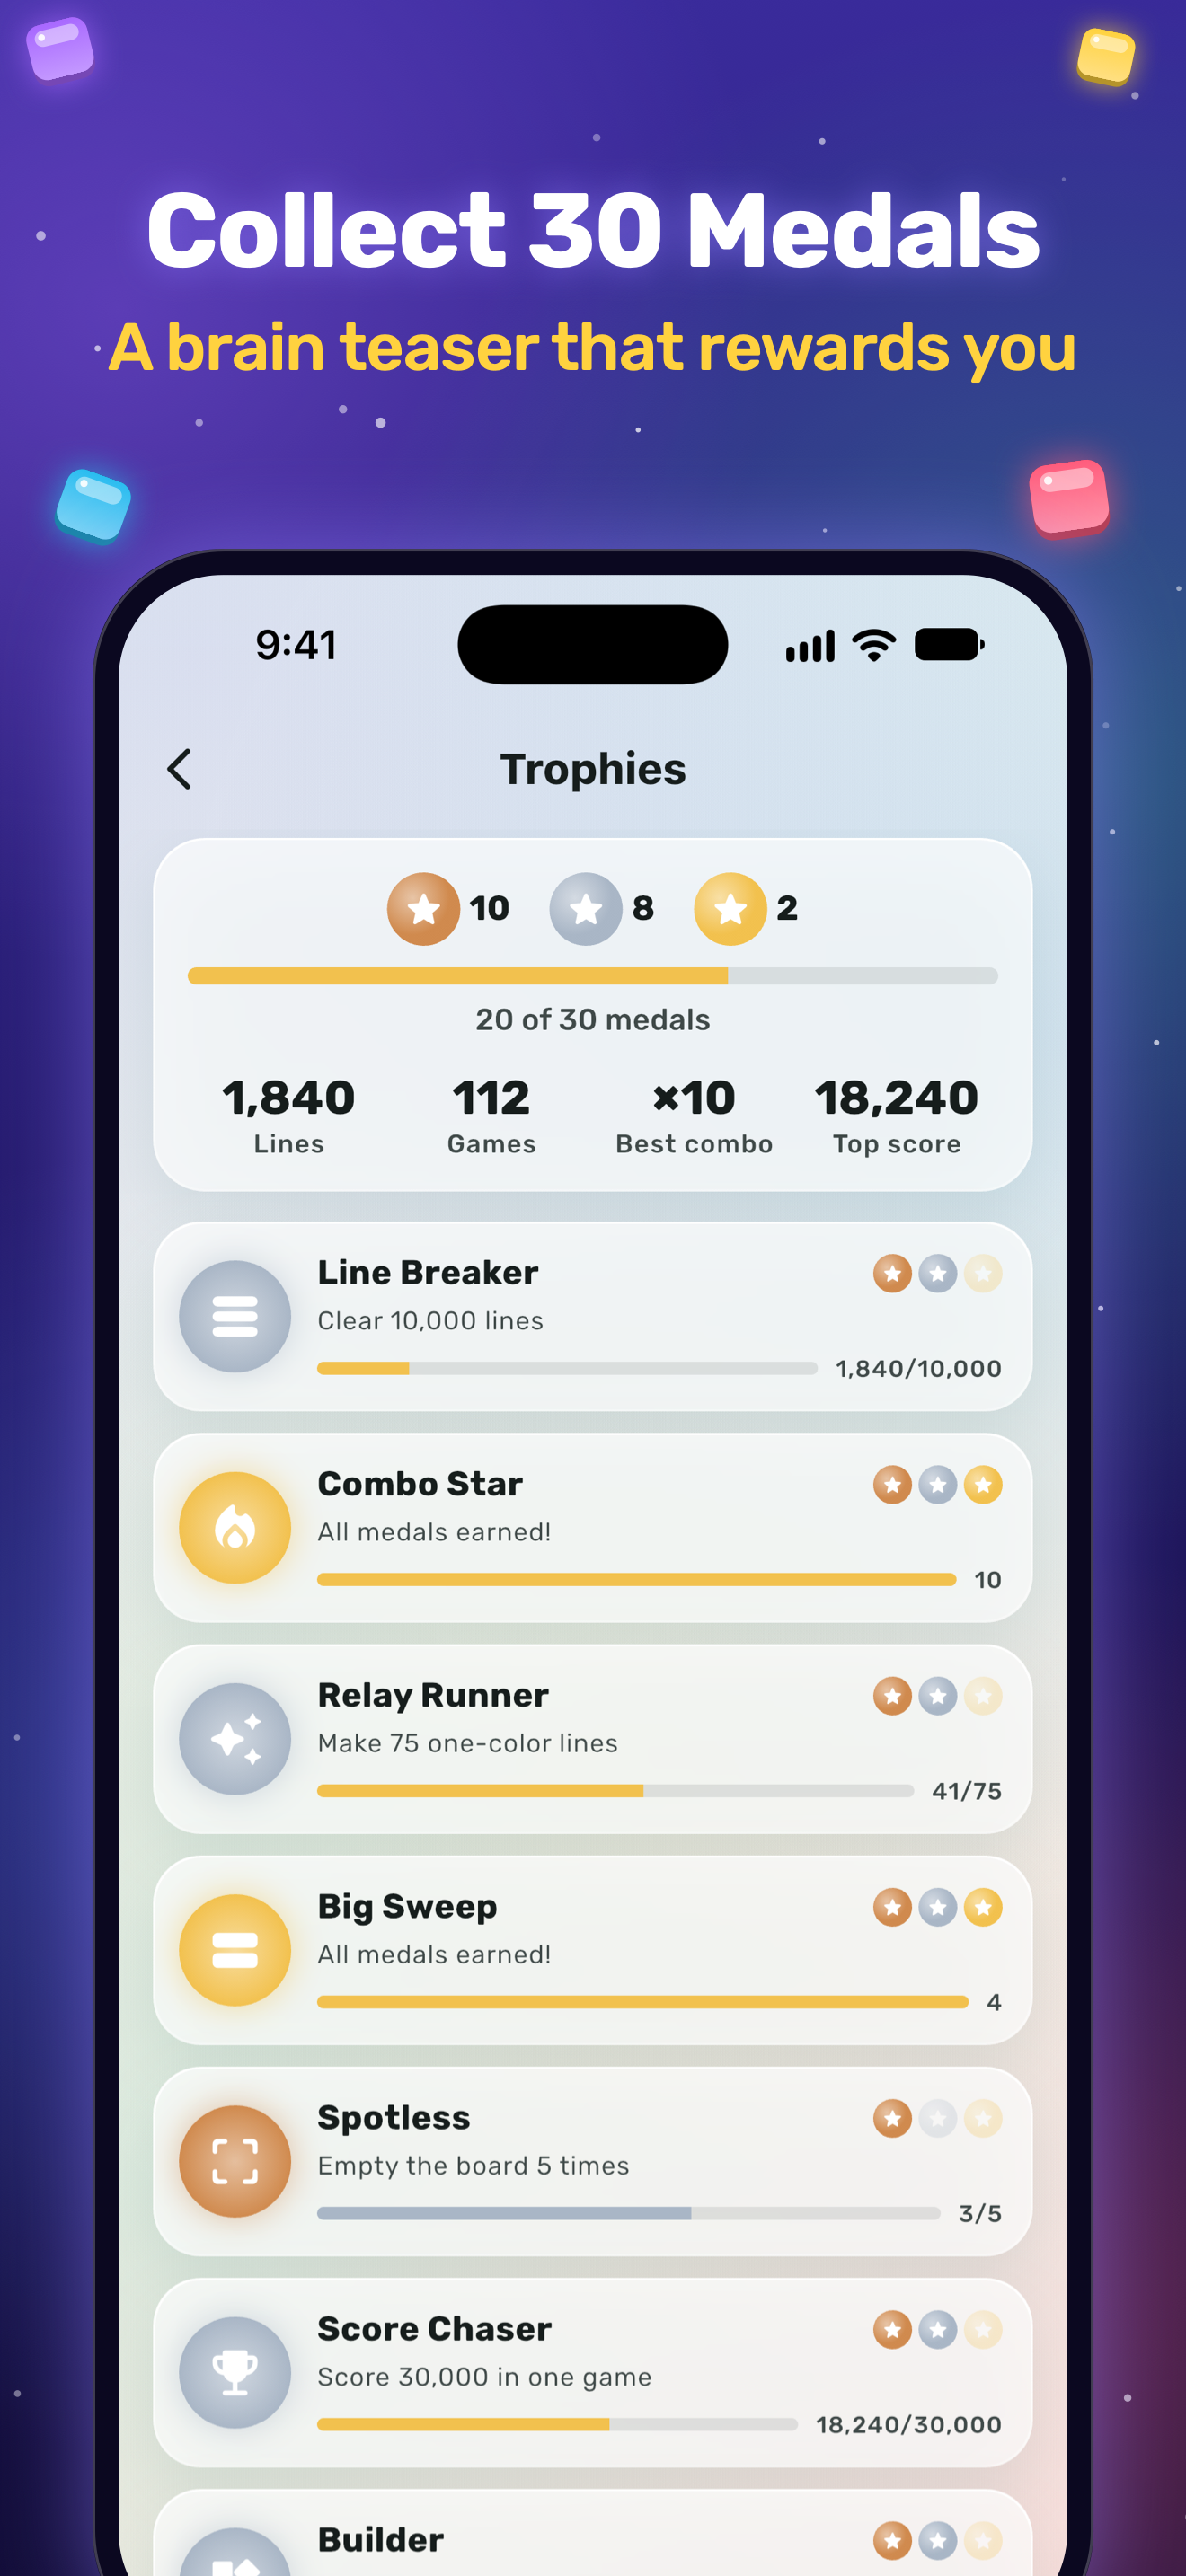 Collect 30 Medals
A brain teaser that rewards you
9:41
Trophies
10 8 2
20 of 30 medals
1,840 112 ×10 18,240
Lines Games Best combo Top score
Line Breaker
Clear 10,000 lines
1,840/10,000
Combo Star
All medals earned!
10
Relay Runner
Make 75 one-color lines
41/75
Big Sweep
All medals earned!
4
Spotless
Empty the board 5 times
3/5
Score Chaser
Score 30,000 in one game
18,240/30,000
Builder